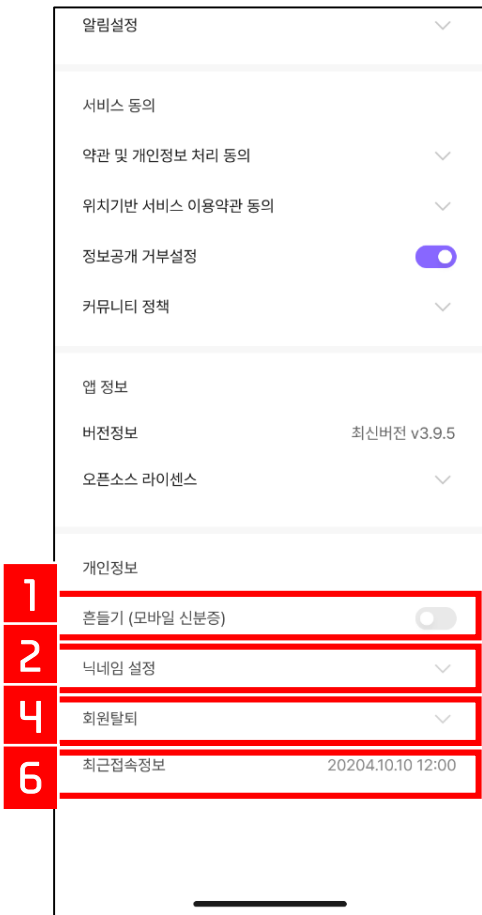 알림설정
서비스 동의
약관 및 개인정보 처리 동의
위치기반 서비스 이용약관 동의
정보공개 거부설정
커뮤니티 정책
앱 정보
버전정보 최신버전 v3.9.5
오픈소스 라이센스
개인정보
1 흔들기 (모바일 신분증)
2 닉네임 설정
4 회원탈퇴
6 최근접속정보 20204.10.10 12:00